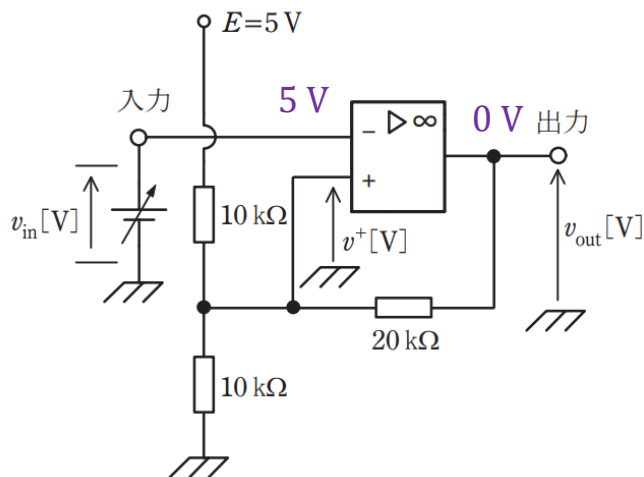 E=5 V
入力
5 V
0 V
出力
− ▷ ∞
+
v_in[V]
10 kΩ
v⁺[V]
v_out[V]
20 kΩ
10 kΩ